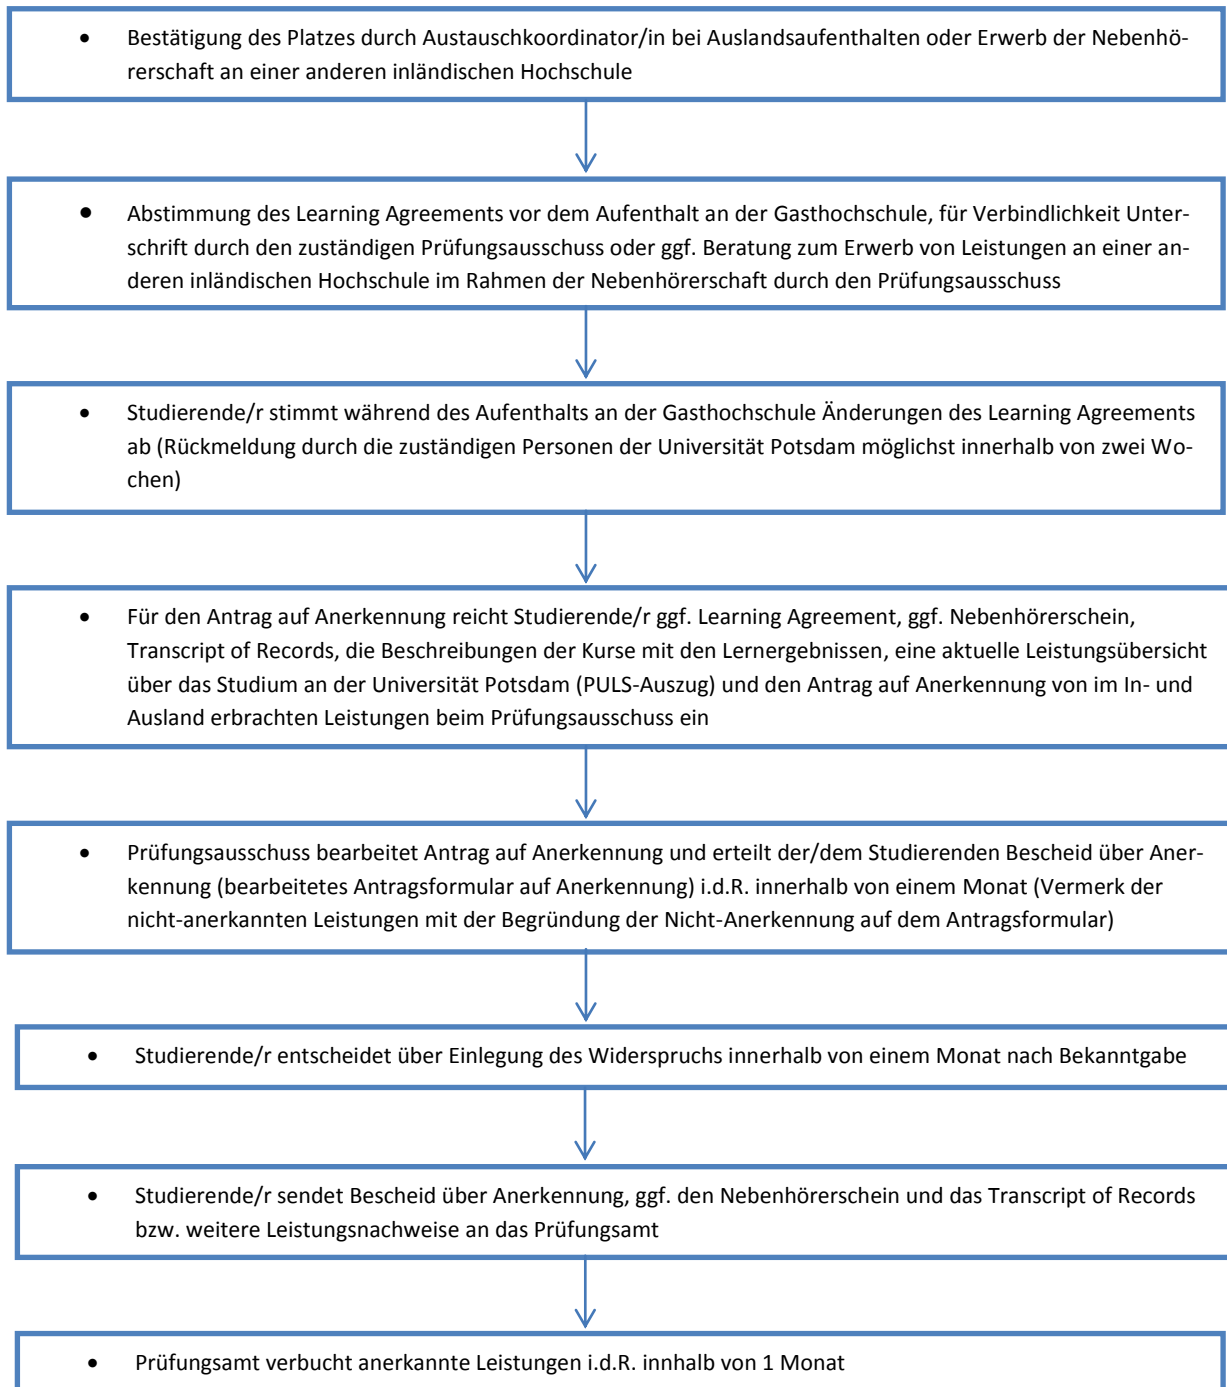 • Bestätigung des Platzes durch Austauschkoordinator/in bei Auslandsaufenthalten oder Erwerb der Nebenhö-
rerschaft an einer anderen inländischen Hochschule
• Abstimmung des Learning Agreements vor dem Aufenthalt an der Gasthochschule, für Verbindlichkeit Unter-
schrift durch den zuständigen Prüfungsausschuss oder ggf. Beratung zum Erwerb von Leistungen an einer an-
deren inländischen Hochschule im Rahmen der Nebenhörerschaft durch den Prüfungsausschuss
• Studierende/r stimmt während des Aufenthalts an der Gasthochschule Änderungen des Learning Agreements
ab (Rückmeldung durch die zuständigen Personen der Universität Potsdam möglichst innerhalb von zwei Wo-
chen)
• Für den Antrag auf Anerkennung reicht Studierende/r ggf. Learning Agreement, ggf. Nebenhörerschein,
Transcript of Records, die Beschreibungen der Kurse mit den Lernergebnissen, eine aktuelle Leistungsübersicht
über das Studium an der Universität Potsdam (PULS-Auszug) und den Antrag auf Anerkennung von im In- und
Ausland erbrachten Leistungen beim Prüfungsausschuss ein
• Prüfungsausschuss bearbeitet Antrag auf Anerkennung und erteilt der/dem Studierenden Bescheid über Aner-
kennung (bearbeitetes Antragsformular auf Anerkennung) i.d.R. innerhalb von einem Monat (Vermerk der
nicht-anerkannten Leistungen mit der Begründung der Nicht-Anerkennung auf dem Antragsformular)
• Studierende/r entscheidet über Einlegung des Widerspruchs innerhalb von einem Monat nach Bekanntgabe
• Studierende/r sendet Bescheid über Anerkennung, ggf. den Nebenhörerschein und das Transcript of Records
bzw. weitere Leistungsnachweise an das Prüfungsamt
• Prüfungsamt verbucht anerkannte Leistungen i.d.R. innhalb von 1 Monat